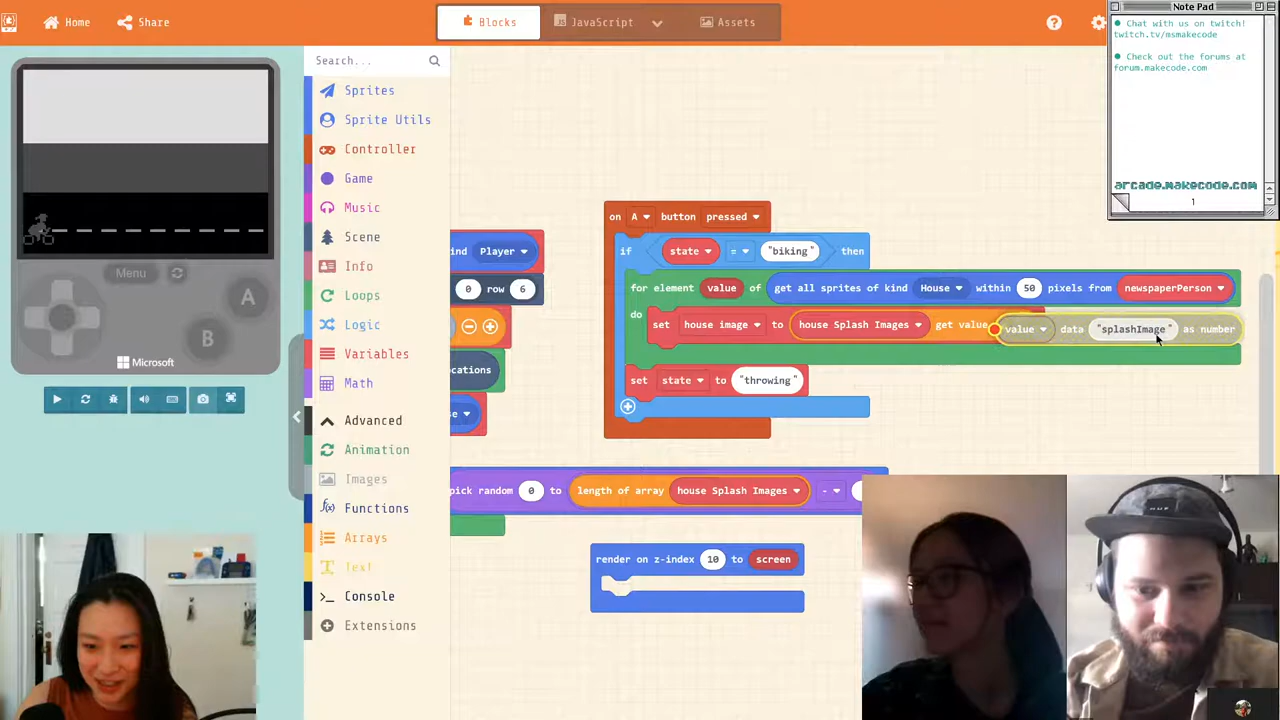 Home
Share
Blocks
JavaScript
Assets
Note Pad
Chat with us on twitch!
twitch.tv/msmakecode
Check out the forums at
forum.makecode.com
arcade.makecode.com
1
Menu
B
A
Microsoft
Search...
Sprites
Sprite Utils
Controller
Game
Music
Scene
Info
Loops
Logic
Variables
Math
Advanced
Animation
Images
Functions
Arrays
Text
Console
Extensions
ind Player
0 row 6
ocations
se
on A button pressed
if state = "biking" then
for element value of get all sprites of kind House within 50 pixels from newspaperPerson
do set house image to house Splash Images get value value data "splashImage" as number
set state to "throwing"
pick random 0 to length of array house Splash Images -
render on z-index 10 to screen